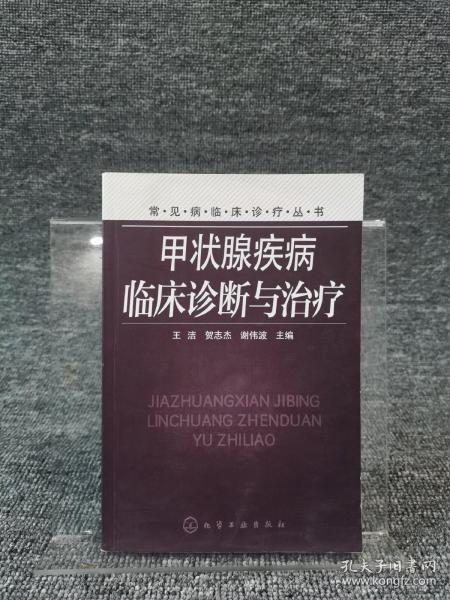 常·见·病·临·床·诊·疗·丛·书
甲状腺疾病
临床诊断与治疗
王 洁 贺志杰 谢伟波 主编
JIAZHUANGXIAN JIBING
LINCHUANG ZHENDUAN
YU ZHILIAO
化学工业出版社
孔夫子旧书网
www.kongfz.com